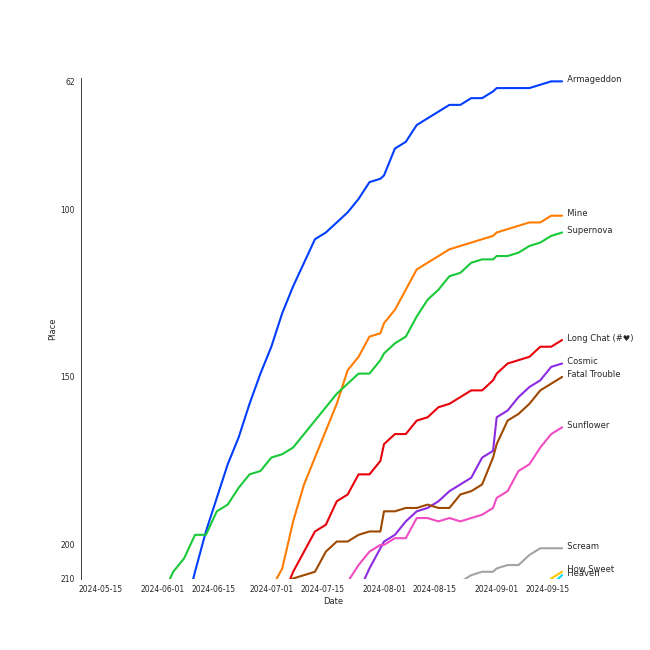 62
Armageddon
100
Mine
Supernova
Place
Long Chat (#♥)
Cosmic
150
Fatal Trouble
Sunflower
200
Scream
How Sweet
Heaven
210
2024-05-15 2024-06-01 2024-06-15 2024-07-01 2024-07-15 2024-08-01 2024-08-15 2024-09-01 2024-09-15
Date